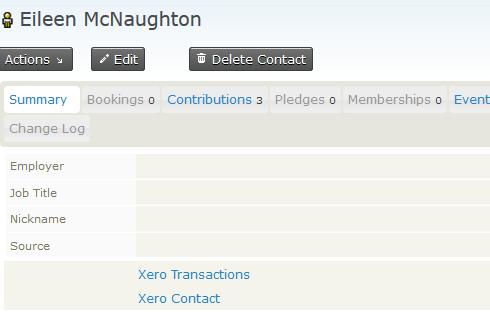 Eileen McNaughton
Actions Edit Delete Contact
Summary Bookings 0 Contributions 3 Pledges 0 Memberships 0 Event
Change Log
Employer
Job Title
Nickname
Source
Xero Transactions
Xero Contact